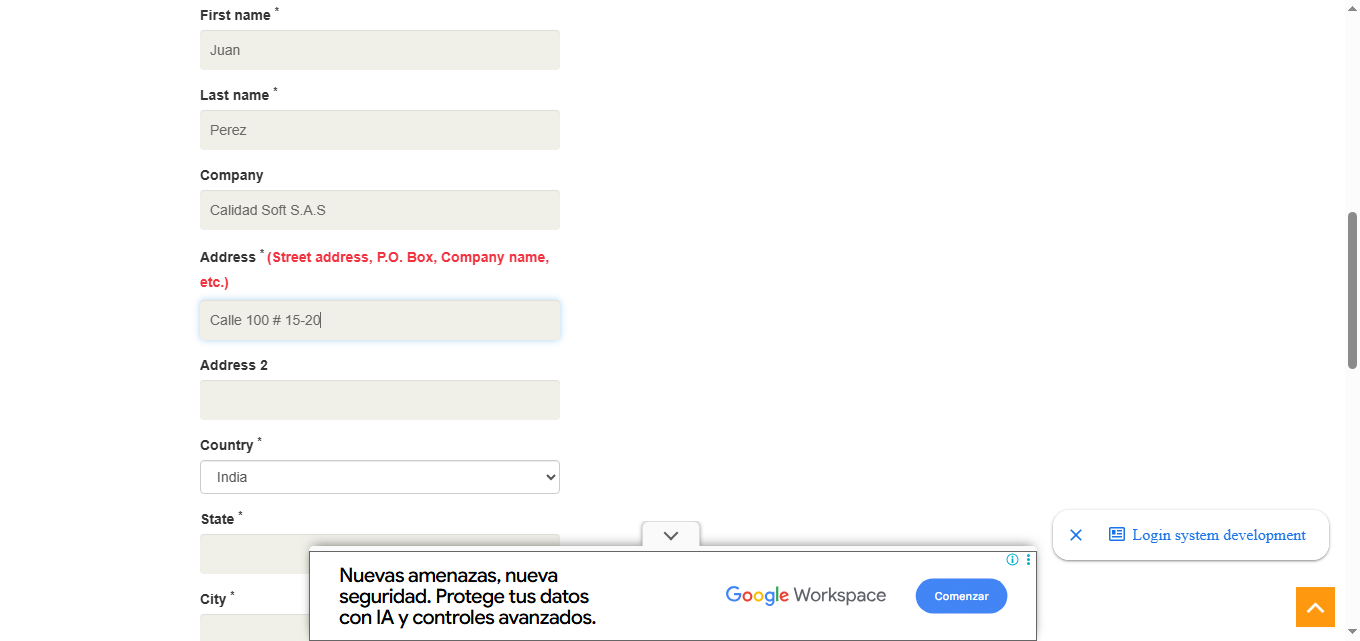 First name *
Juan
Last name *
Perez
Company
Calidad Soft S.A.S
Address * (Street address, P.O. Box, Company name,
etc.)
Calle 100 # 15-20
Address 2
Country *
India
State *
City *
Nuevas amenazas, nueva
seguridad. Protege tus datos
con IA y controles avanzados.
Google Workspace
Comenzar
Login system development